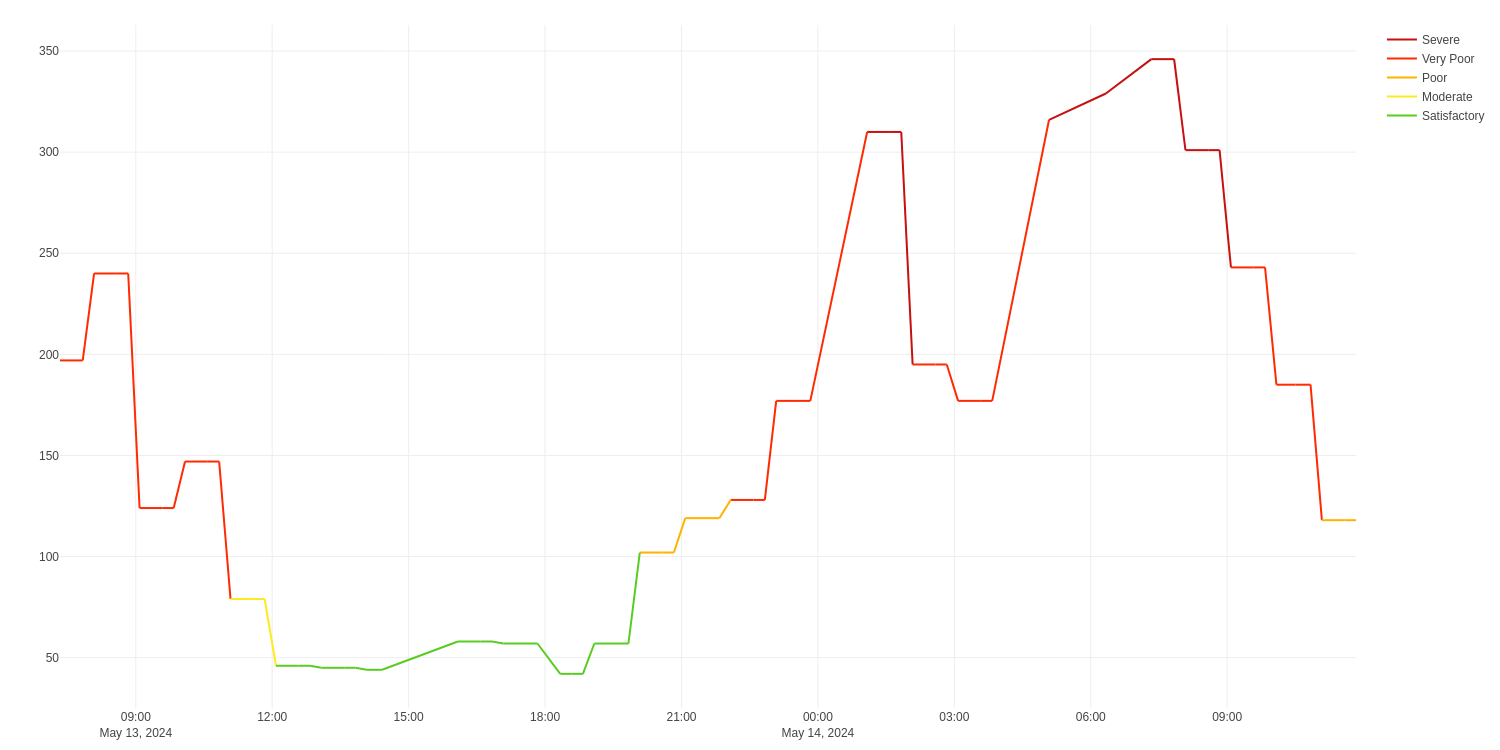 350
300
250
200
150
100
50
09:00
May 13, 2024
12:00
15:00
18:00
21:00
00:00
May 14, 2024
03:00
06:00
09:00
Severe
Very Poor
Poor
Moderate
Satisfactory